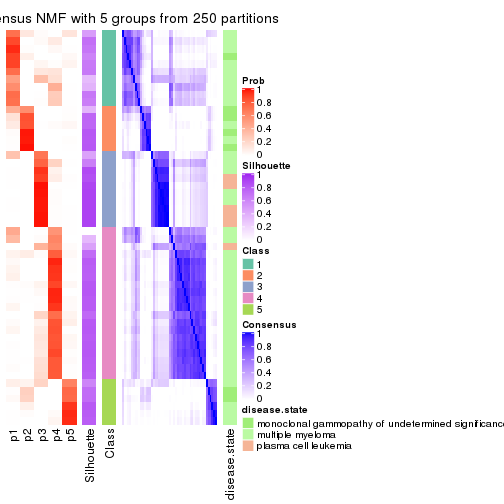 ensus NMF with 5 groups from 250 partitions
Prob
1
0.8
0.6
0.4
0.2
0
Silhouette
1
0.8
0.6
0.4
0.2
0
Class
1
2
3
4
5
Consensus
1
0.8
0.6
0.4
0.2
0
disease.state
monoclonal gammopathy of undetermined significance
multiple myeloma
plasma cell leukemia
p1
p2
p3
p4
p5
Silhouette
Class
disease.state